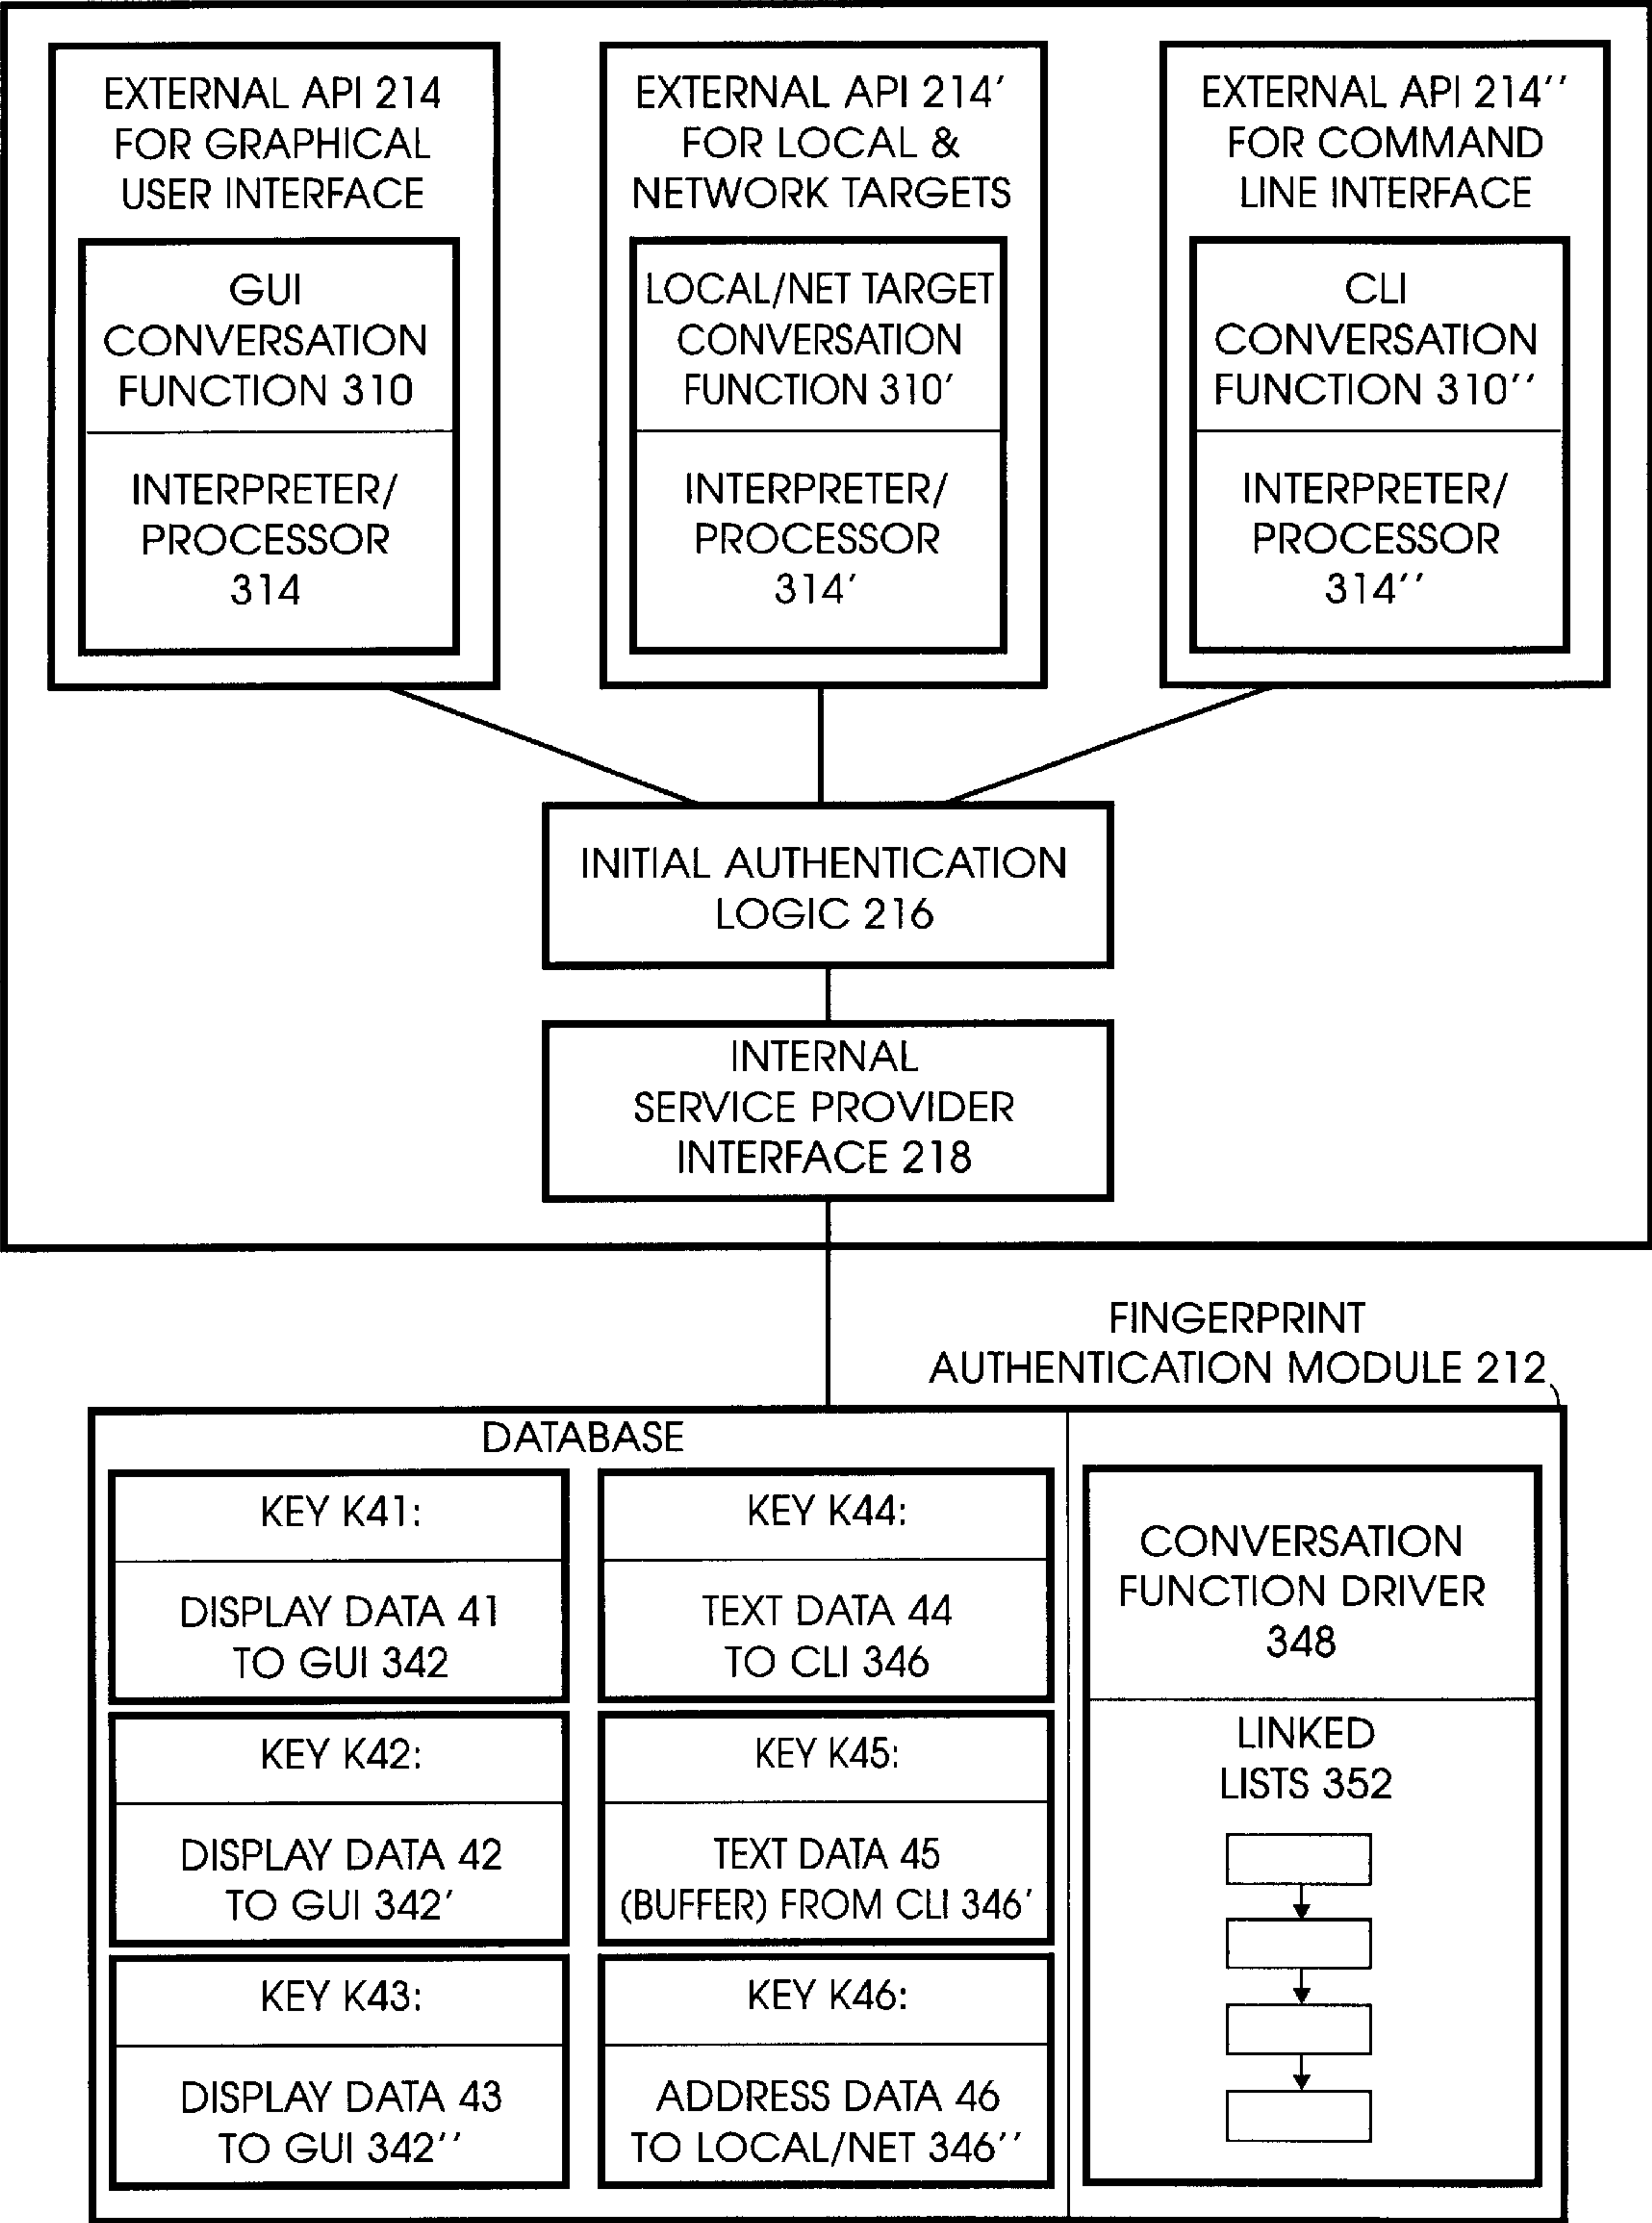 EXTERNAL API 214
FOR GRAPHICAL
USER INTERFACE
GUI
CONVERSATION
FUNCTION 310
INTERPRETER/
PROCESSOR
314
EXTERNAL API 214'
FOR LOCAL &
NETWORK TARGETS
LOCAL/NET TARGET
CONVERSATION
FUNCTION 310'
INTERPRETER/
PROCESSOR
314'
EXTERNAL API 214''
FOR COMMAND
LINE INTERFACE
CLI
CONVERSATION
FUNCTION 310''
INTERPRETER/
PROCESSOR
314''
INITIAL AUTHENTICATION
LOGIC 216
INTERNAL
SERVICE PROVIDER
INTERFACE 218
FINGERPRINT
AUTHENTICATION MODULE 212
DATABASE
KEY K41:
DISPLAY DATA 41
TO GUI 342
KEY K42:
DISPLAY DATA 42
TO GUI 342'
KEY K43:
DISPLAY DATA 43
TO GUI 342''
KEY K44:
TEXT DATA 44
TO CLI 346
KEY K45:
TEXT DATA 45
(BUFFER) FROM CLI 346'
KEY K46:
ADDRESS DATA 46
TO LOCAL/NET 346''
CONVERSATION
FUNCTION DRIVER
348
LINKED
LISTS 352